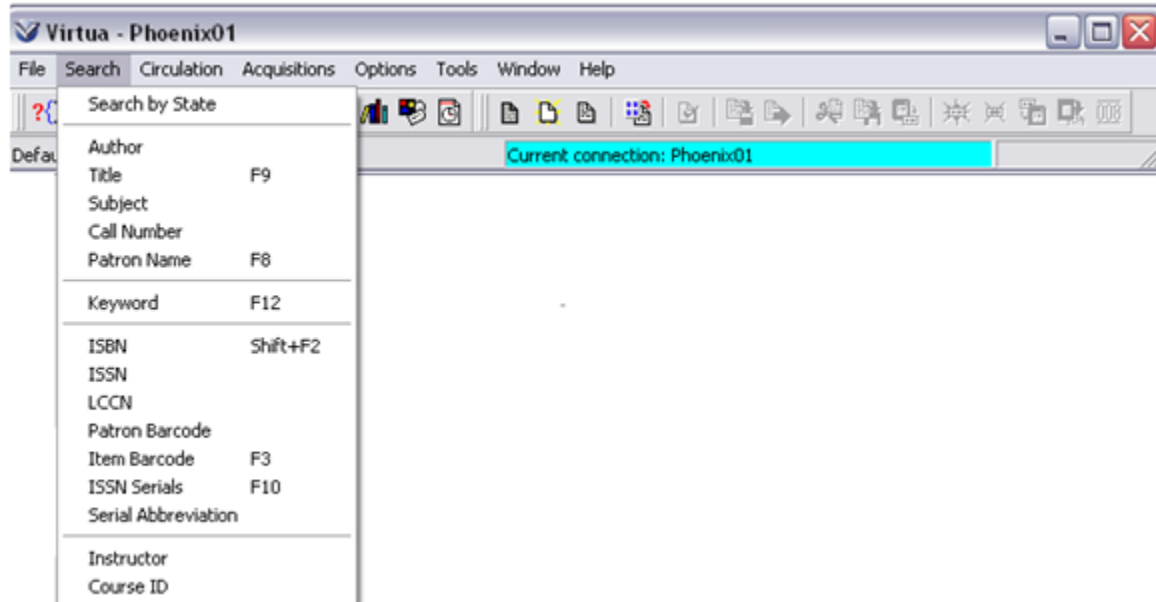 Virtua - Phoenix01
File Search Circulation Acquisitions Options Tools Window Help
?{
Defau
Current connection: Phoenix01
Search by State
Author
Title F9
Subject
Call Number
Patron Name F8
Keyword F12
ISBN Shift+F2
ISSN
LCCN
Patron Barcode
Item Barcode F3
ISSN Serials F10
Serial Abbreviation
Instructor
Course ID